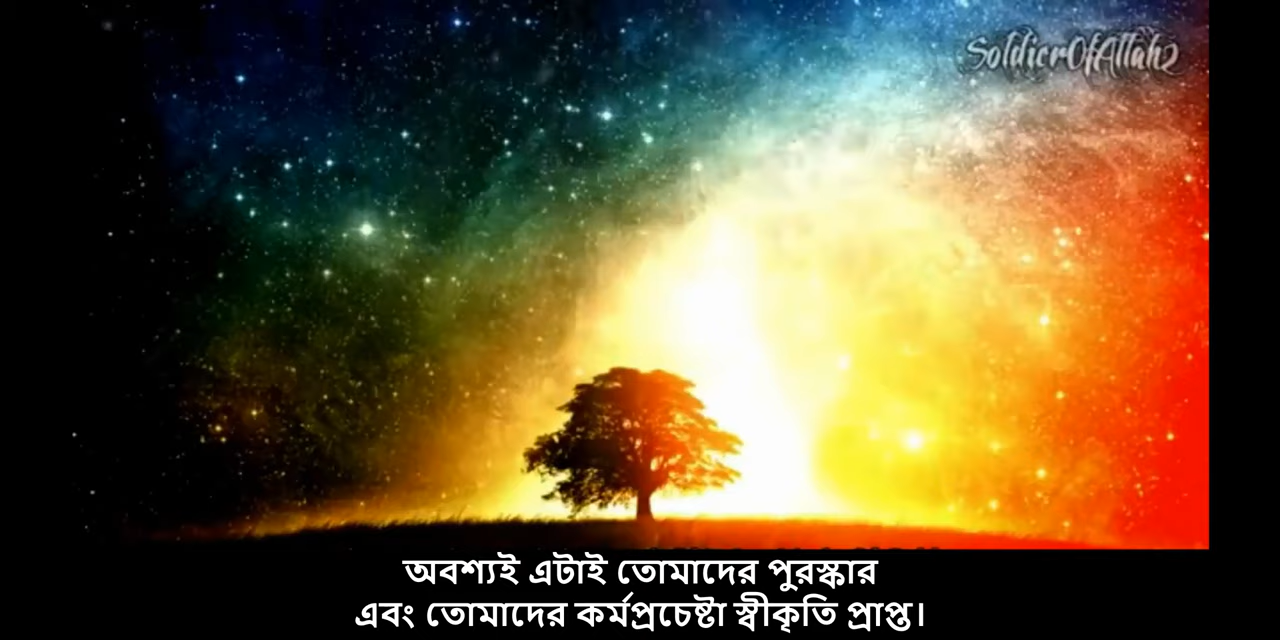 SoldierOfAllah2
অবশ্যই এটাই তোমাদের পুরস্কার
এবং তোমাদের কর্মপ্রচেষ্টা স্বীকৃতি প্রাপ্ত।